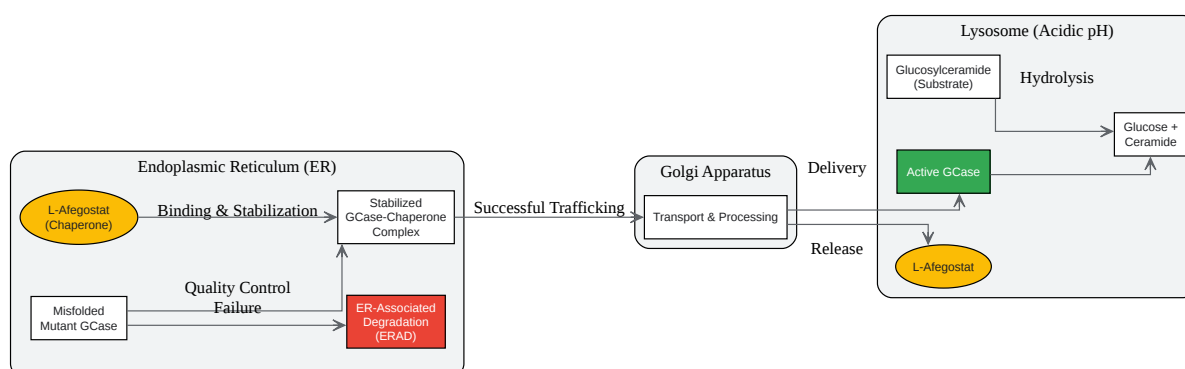 Endoplasmic Reticulum (ER)
L-Afegostat
(Chaperone)
Binding & Stabilization
Stabilized
GCase-Chaperone
Complex
Misfolded
Mutant GCase
Quality Control
Failure
ER-Associated
Degradation
(ERAD)
Successful Trafficking
Golgi Apparatus
Transport & Processing
Delivery
Release
Lysosome (Acidic pH)
Glucosylceramide
(Substrate)
Hydrolysis
Glucose +
Ceramide
Active GCase
L-Afegostat